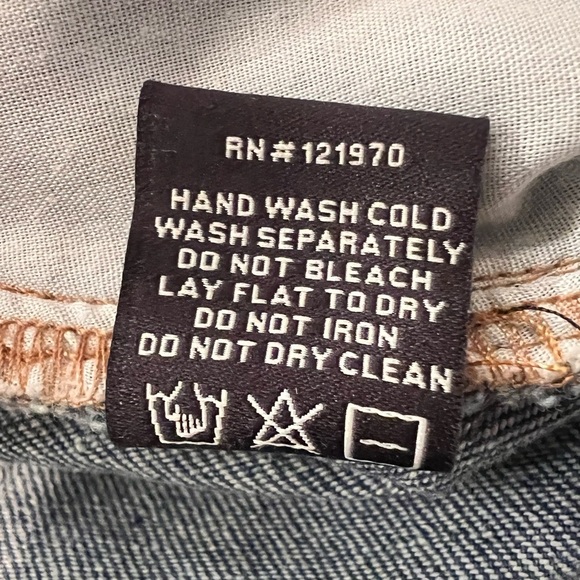 RN#121970
HAND WASH COLD
WASH SEPARATELY
DO NOT BLEACH
LAY FLAT TO DRY
DO NOT IRON
DO NOT DRY CLEAN